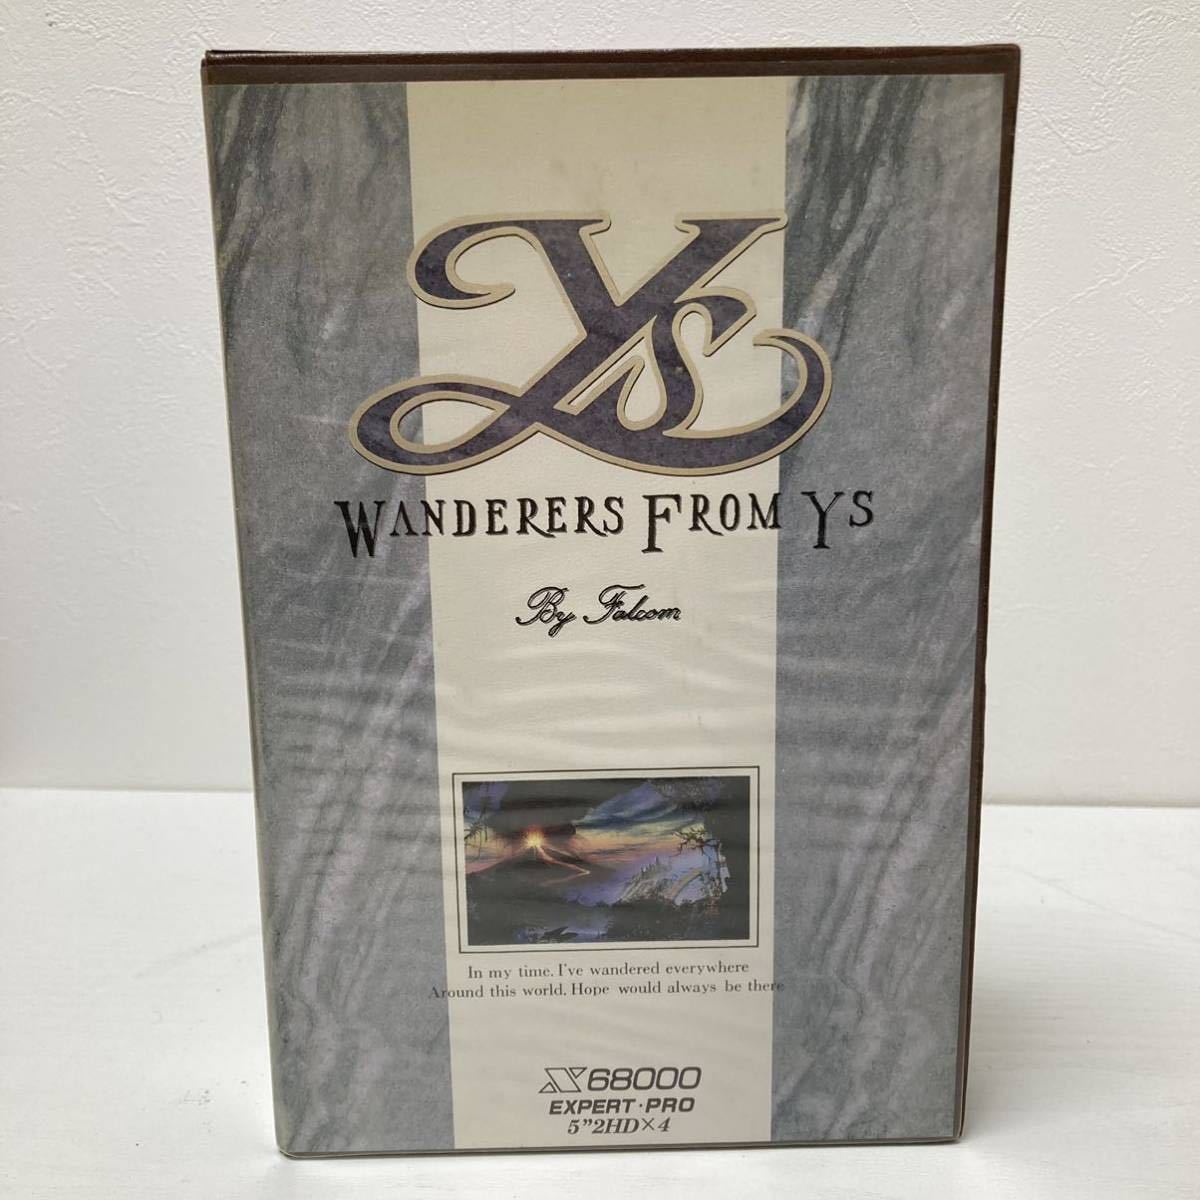 Ys
WANDERERS FROM YS
By Falcom
In my time. I've wandered everywhere
Around this world. Hope would always be there
X68000
EXPERT・PRO
5”2HD×4